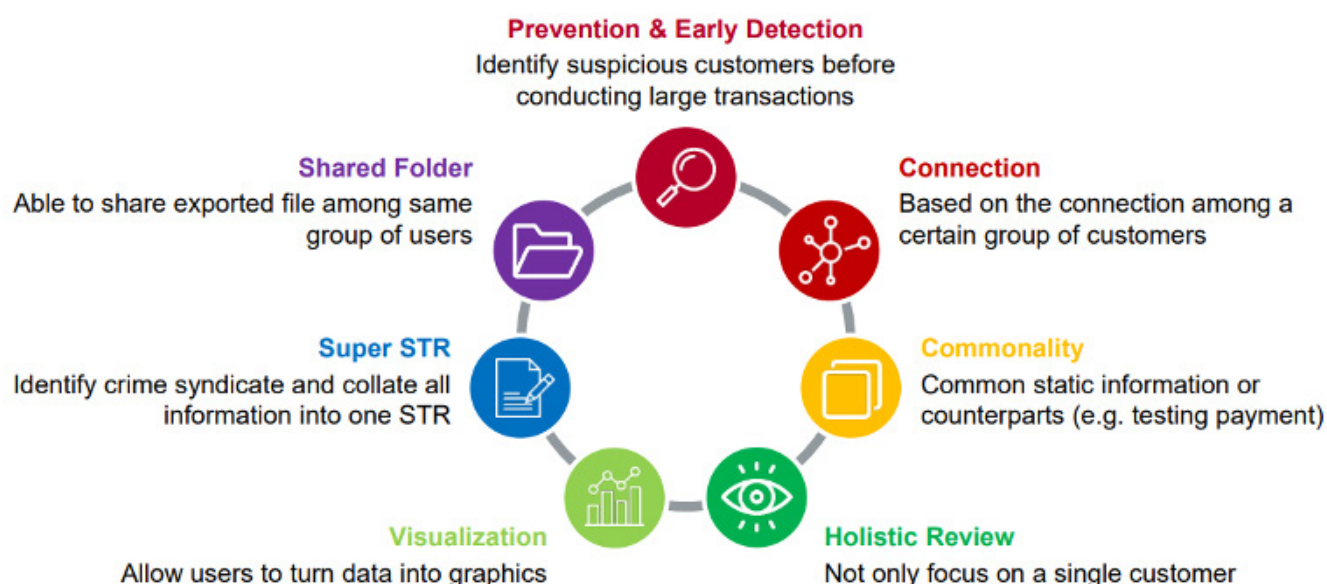 Prevention & Early Detection
Identify suspicious customers before
conducting large transactions
Shared Folder
Able to share exported file among same
group of users
Connection
Based on the connection among a
certain group of customers
Super STR
Identify crime syndicate and collate all
information into one STR
Commonality
Common static information or
counterparts (e.g. testing payment)
Visualization
Allow users to turn data into graphics
Holistic Review
Not only focus on a single customer